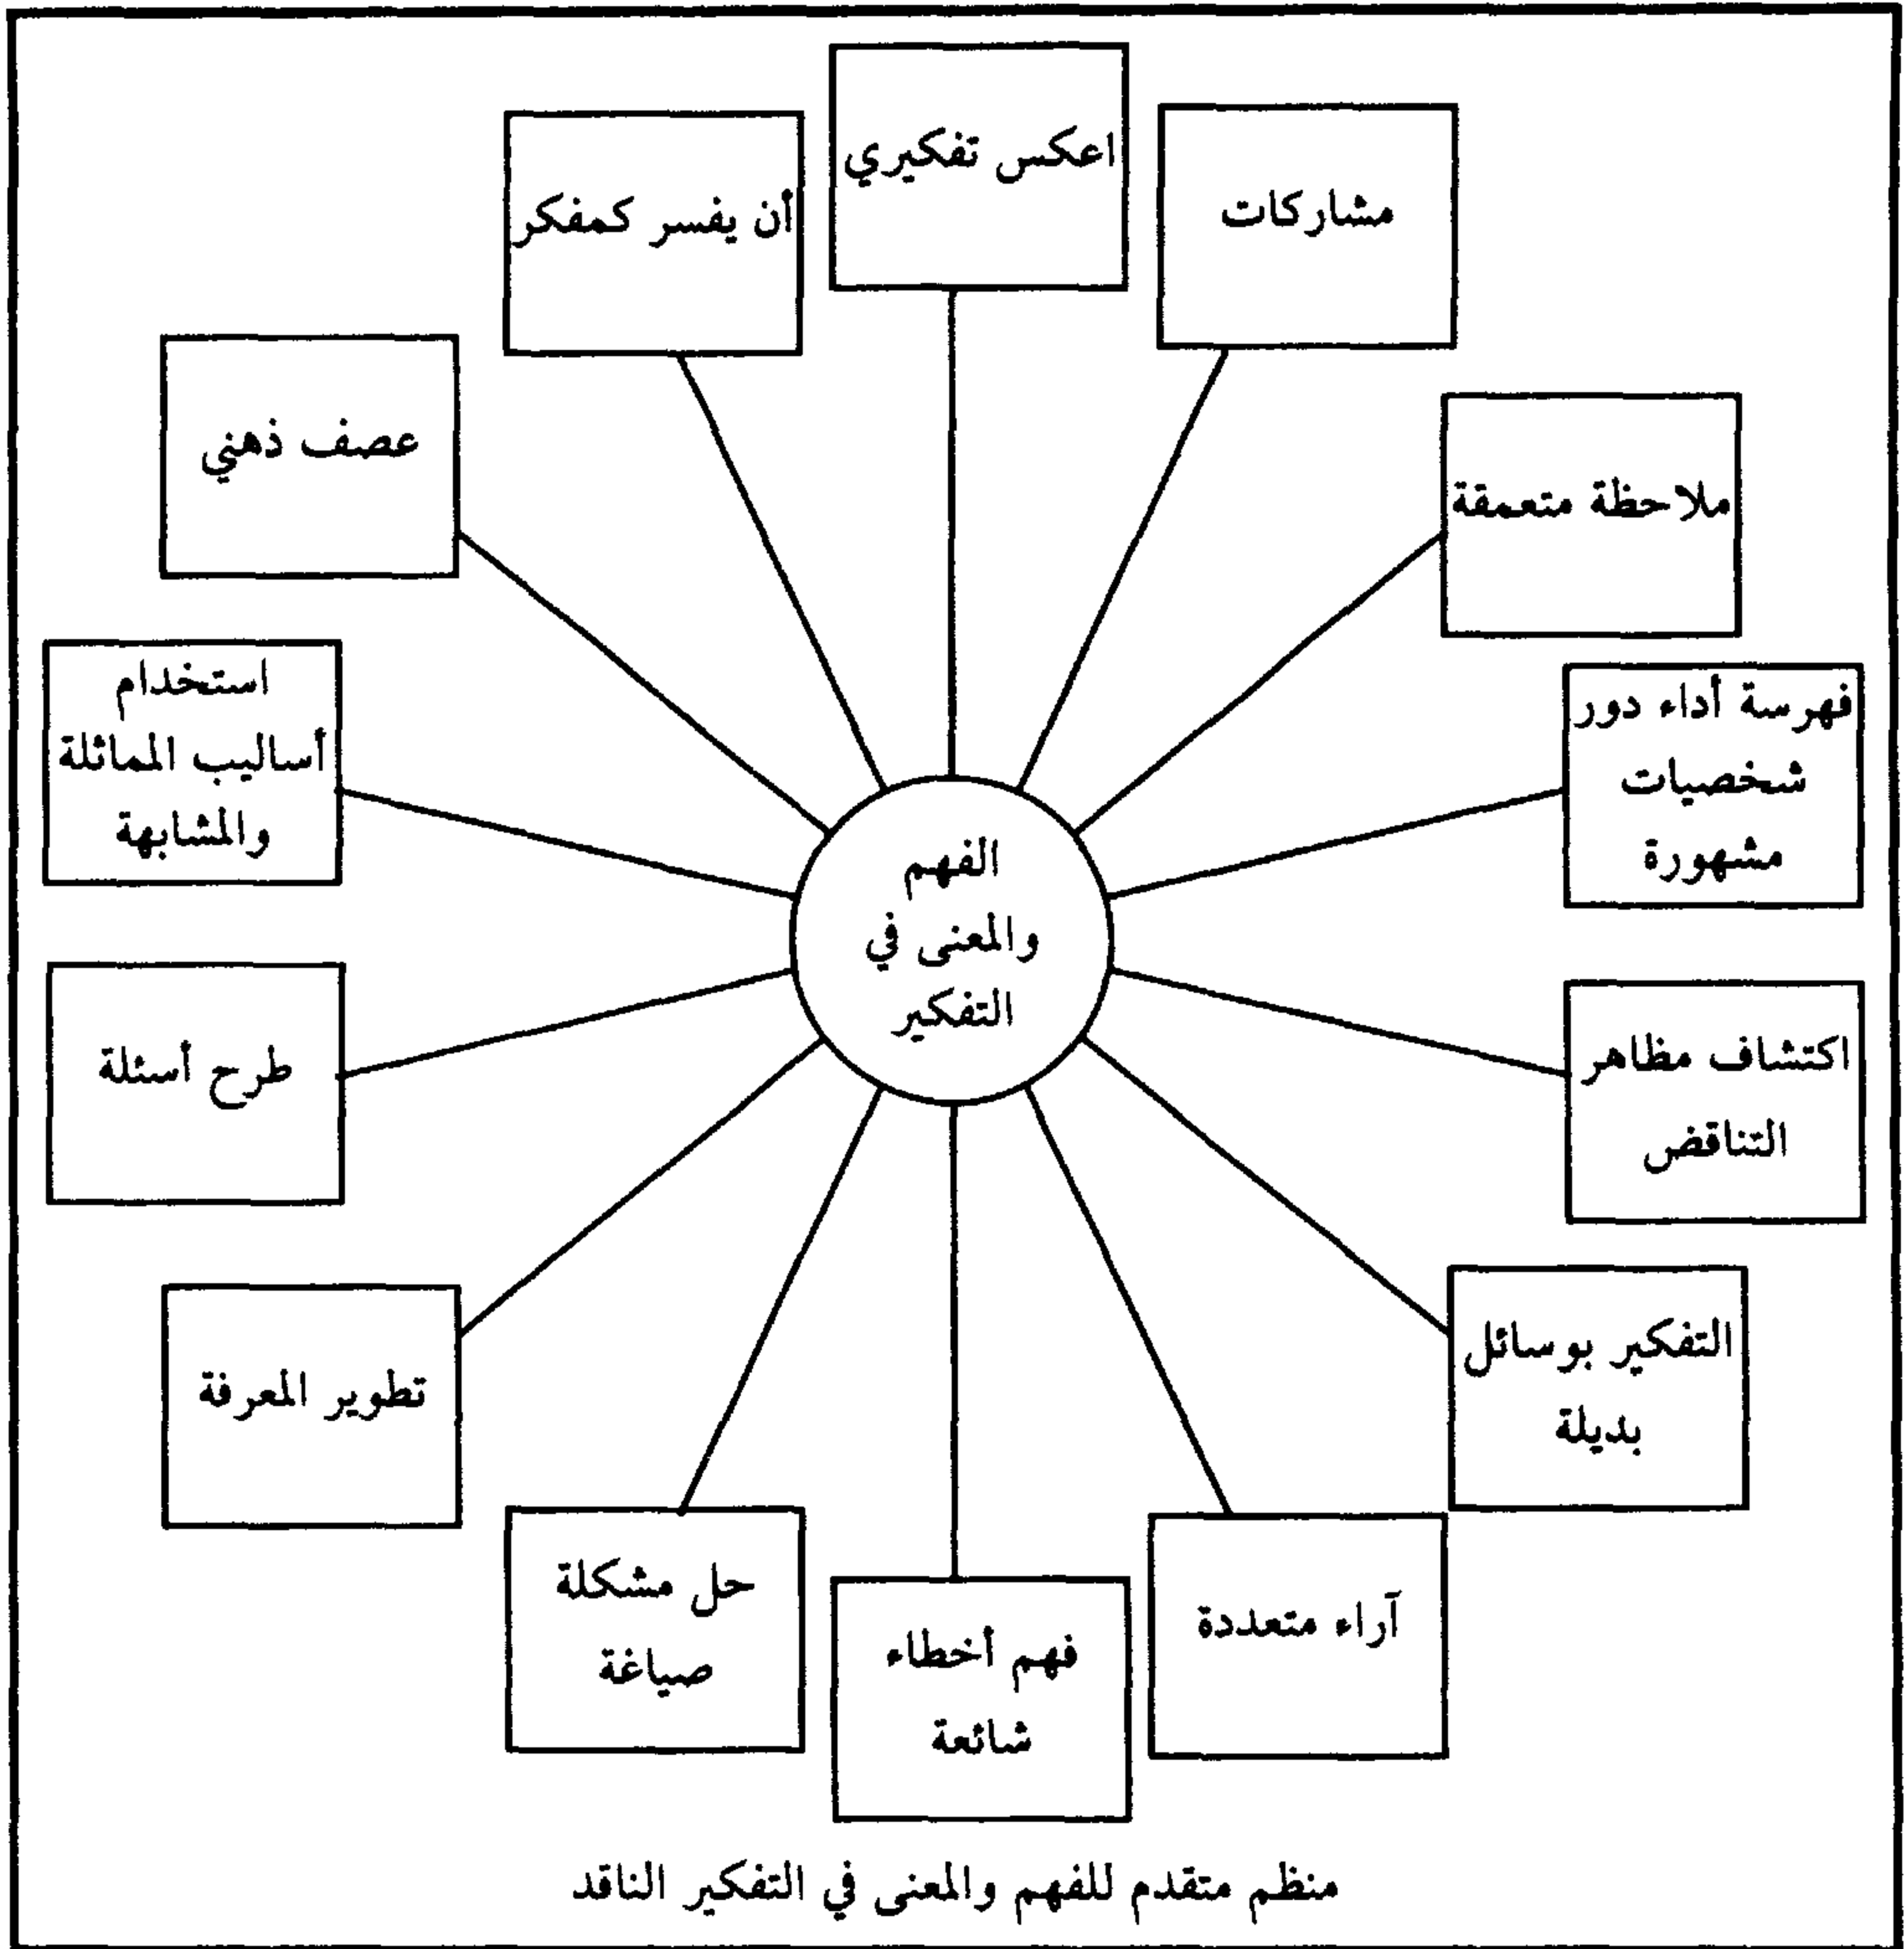 اعكس تفكيري
مشاركات
أن يفسر كمفكر
ملاحظة متعمقة
عصف ذهني
فهرسة أداء دور
شخصيات
مشهورة
استخدام
أساليب المماثلة
والمشابهة
الفهم
والمعنى في
التفكير
اكتشاف مظاهر
التناقض
طرح أسئلة
التفكير بوسائل
بديلة
تطوير المعرفة
آراء متعددة
حل مشكلة
صياغة
فهم أخطاء
شائعة
منظم متقدم للفهم والمعنى في التفكير الناقد